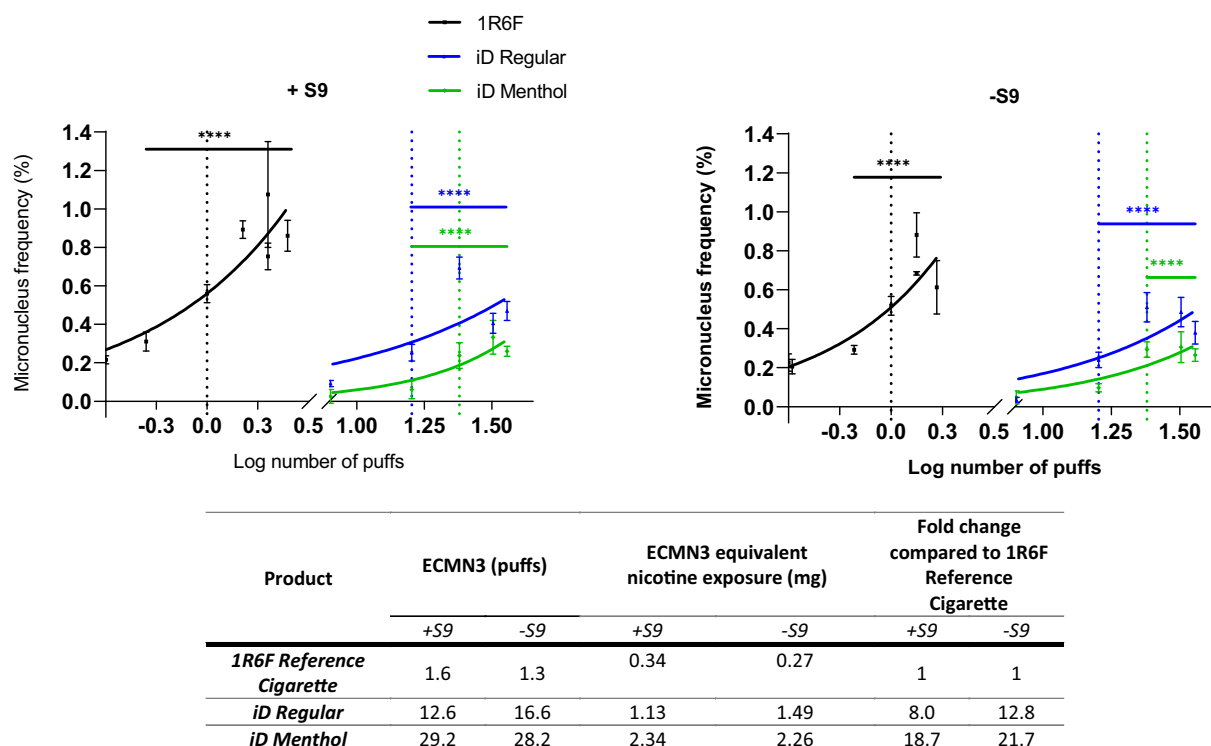 1R6F
iD Regular
iD Menthol
+ S9
-S9
Micronucleus frequency (%)
1.4
1.2
1.0
0.8
0.6
0.4
0.2
0.0
****
****
****
-0.3 0.0 0.3 0.5 1.00 1.25 1.50
Log number of puffs
Micronucleus frequency (%)
1.4
1.2
1.0
0.8
0.6
0.4
0.2
0.0
****
****
****
-0.3 0.0 0.3 0.5 1.00 1.25 1.50
Log number of puffs
Product ECMN3 (puffs) ECMN3 equivalent nicotine exposure (mg) Fold change compared to 1R6F Reference Cigarette
+S9 -S9 +S9 -S9 +S9 -S9
1R6F Reference Cigarette 1.6 1.3 0.34 0.27 1 1
iD Regular 12.6 16.6 1.13 1.49 8.0 12.8
iD Menthol 29.2 28.2 2.34 2.26 18.7 21.7